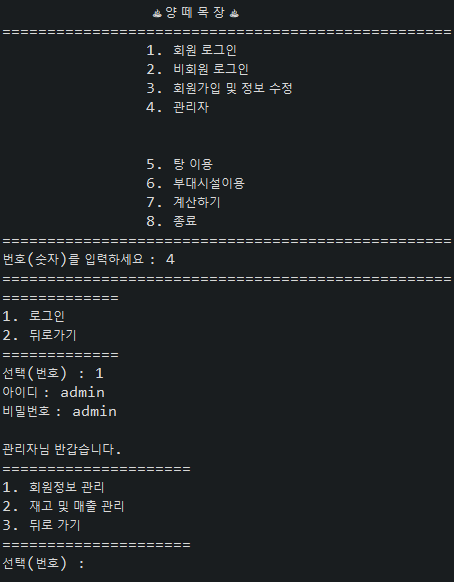 ♨양 떼 목 장♨
==================================================
1. 회원 로그인
2. 비회원 로그인
3. 회원가입 및 정보 수정
4. 관리자
5. 탕 이용
6. 부대시설이용
7. 계산하기
8. 종료
==================================================
번호(숫자)를 입력하세요 : 4
==================================================
=============
1. 로그인
2. 뒤로가기
=============
선택(번호) : 1
아이디 : admin
비밀번호 : admin
관리자님 반갑습니다.
=====================
1. 회원정보 관리
2. 재고 및 매출 관리
3. 뒤로 가기
=====================
선택(번호) :